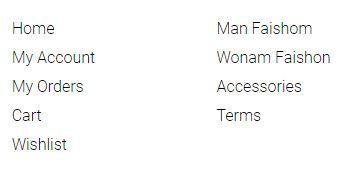 Home
My Account
My Orders
Cart
Wishlist
Man Faishom
Wonam Faishon
Accessories
Terms